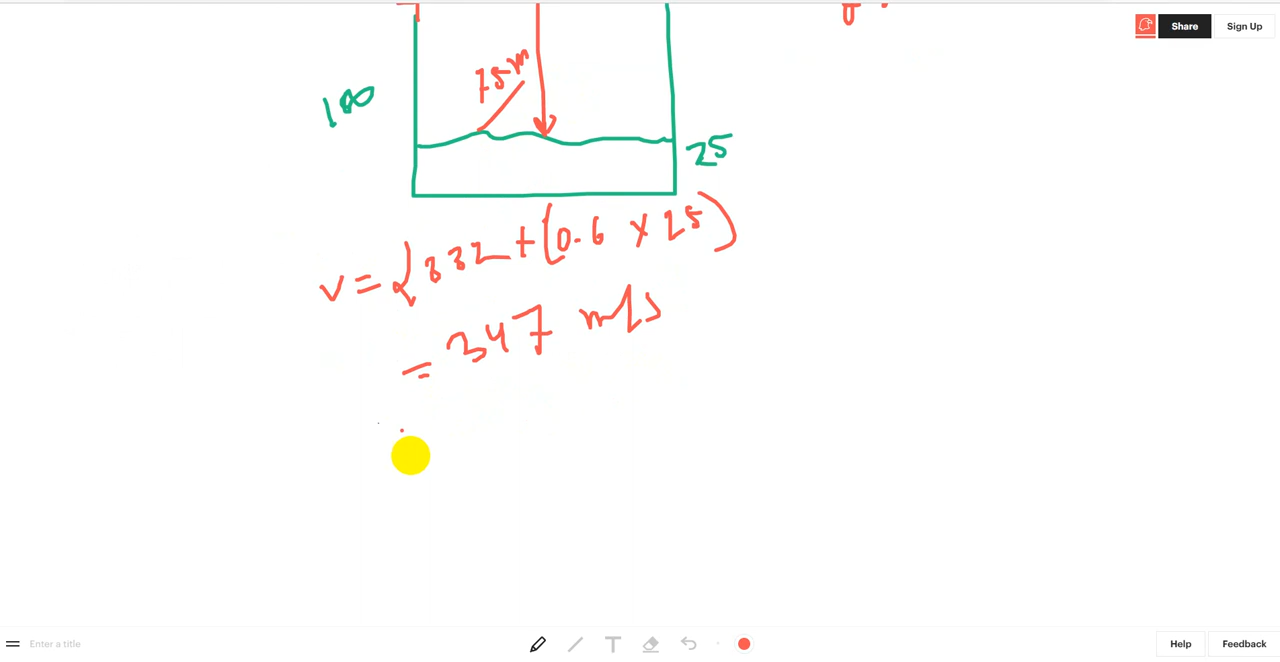 Share Sign Up
75m
100
25
v = {332 + (0.6 × 25)
= 347 m/s
Enter a title
T
Help Feedback